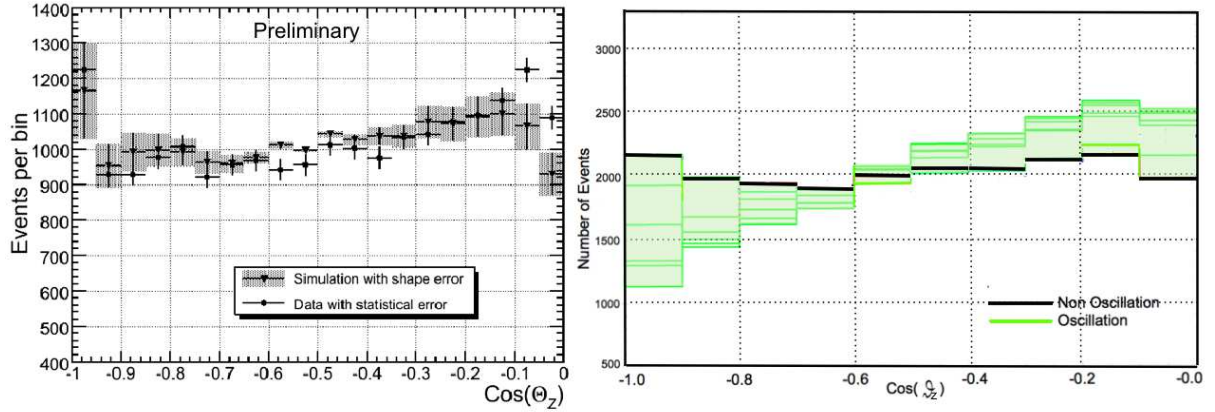 Preliminary
1400
1300
1200
1100
1000
900
800
700
600
500
400
Events per bin
Simulation with shape error
Data with statistical error
-1 -0.9 -0.8 -0.7 -0.6 -0.5 -0.4 -0.3 -0.2 -0.1 0
Cos(Θz)
3000
2500
2000
1500
1000
500
Number of Events
Non Oscillation
Oscillation
-1.0 -0.8 -0.6 -0.4 -0.2 -0.0
Cos(